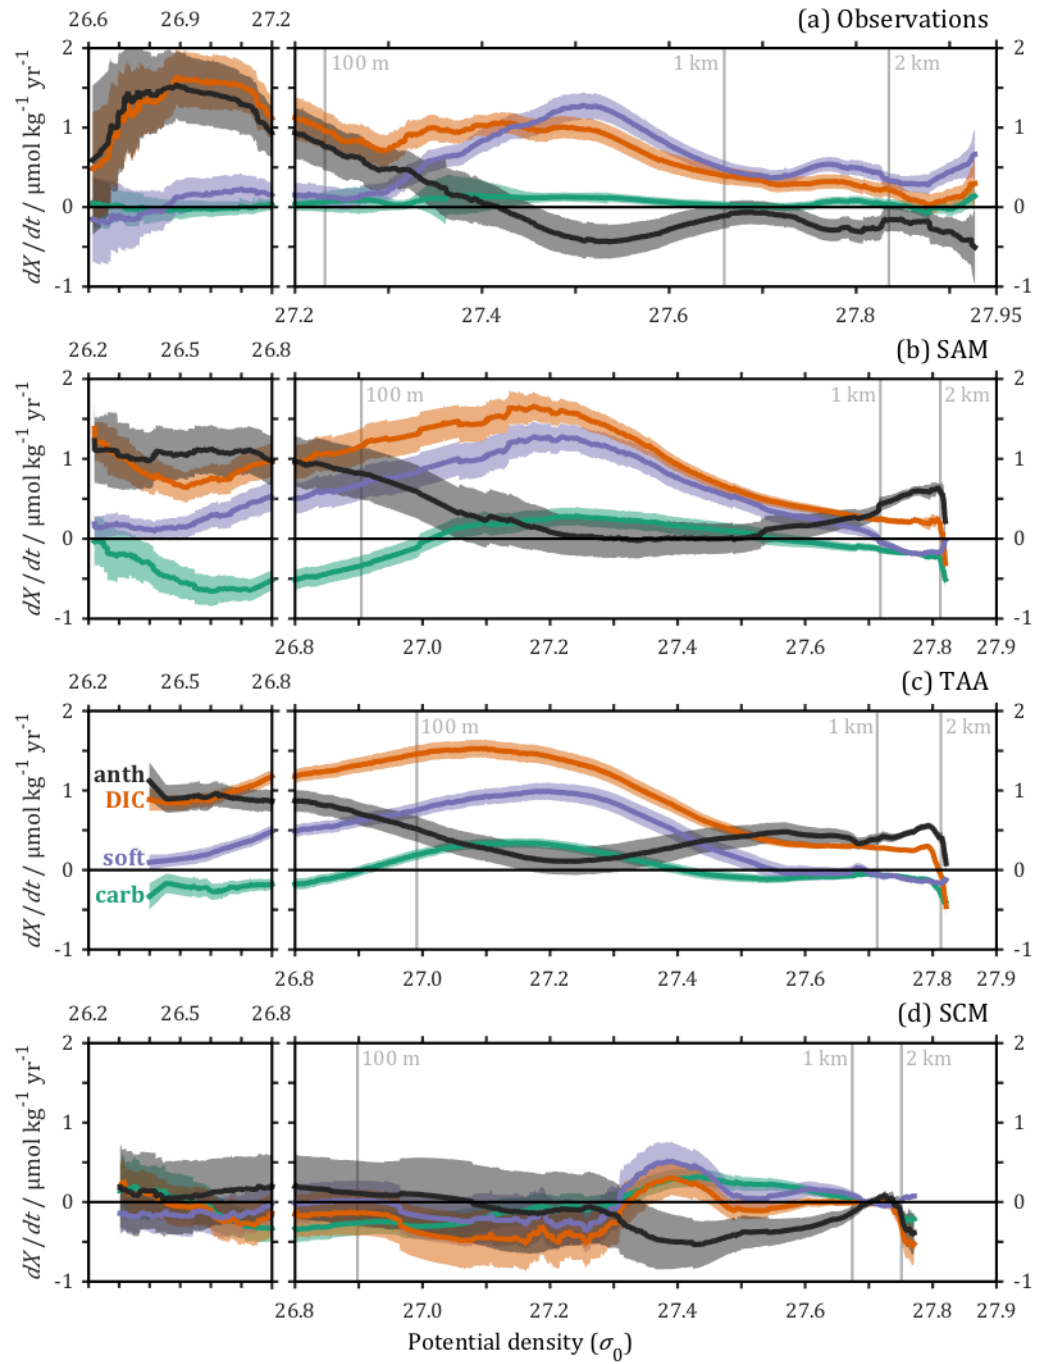 26.6 26.9 27.2 (a) Observations
2 2
100 m 1 km 2 km
1 1
0 0
-1 -1
dX/dt / μmol kg⁻¹ yr⁻¹
27.2 27.4 27.6 27.8 27.95
26.2 26.5 26.8 (b) SAM
2 2
100 m 1 km 2 km
1 1
0 0
-1 -1
dX/dt / μmol kg⁻¹ yr⁻¹
26.8 27.0 27.2 27.4 27.6 27.8 27.9
26.2 26.5 26.8 (c) TAA
2 2
100 m 1 km 2 km
anth
DIC
1 1
soft
0 0
carb
-1 -1
dX/dt / μmol kg⁻¹ yr⁻¹
26.8 27.0 27.2 27.4 27.6 27.8 27.9
26.2 26.5 26.8 (d) SCM
2 2
100 m 1 km 2 km
1 1
0 0
-1 -1
dX/dt / μmol kg⁻¹ yr⁻¹
26.8 27.0 27.2 27.4 27.6 27.8 27.9
Potential density (σ₀)